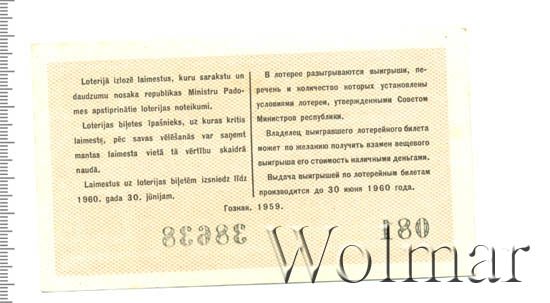 Loterijā izlozē laimestus, kuru sarakstu un
daudzumu nosaka republikas Ministru Pado-
mes apstiprinātie loterijas noteikumi.
Loterijas biļetes īpašnieks, uz kuras kritis
laimests, pēc savas vēlēšanās var saņemt
mantas laimesta vietā tā vērtību skaidrā
naudā.
Laimestus uz loterijas biļetēm izsniedz līdz
1960. gada 30. jūnijam.
В лотерее разыгрываются выигрыши, пе-
речень и количество которых установлены
условиями лотереи, утвержденными Советом
Министров республики.
Владелец выигравшего лотерейного билета
может по желанию получить взамен вещевого
выигрыша его стоимость наличными деньгами.
Выдача выигрышей по лотерейным билетам
производится до 30 июня 1960 года.
Гознак. 1959.
38638
180
Wolmar